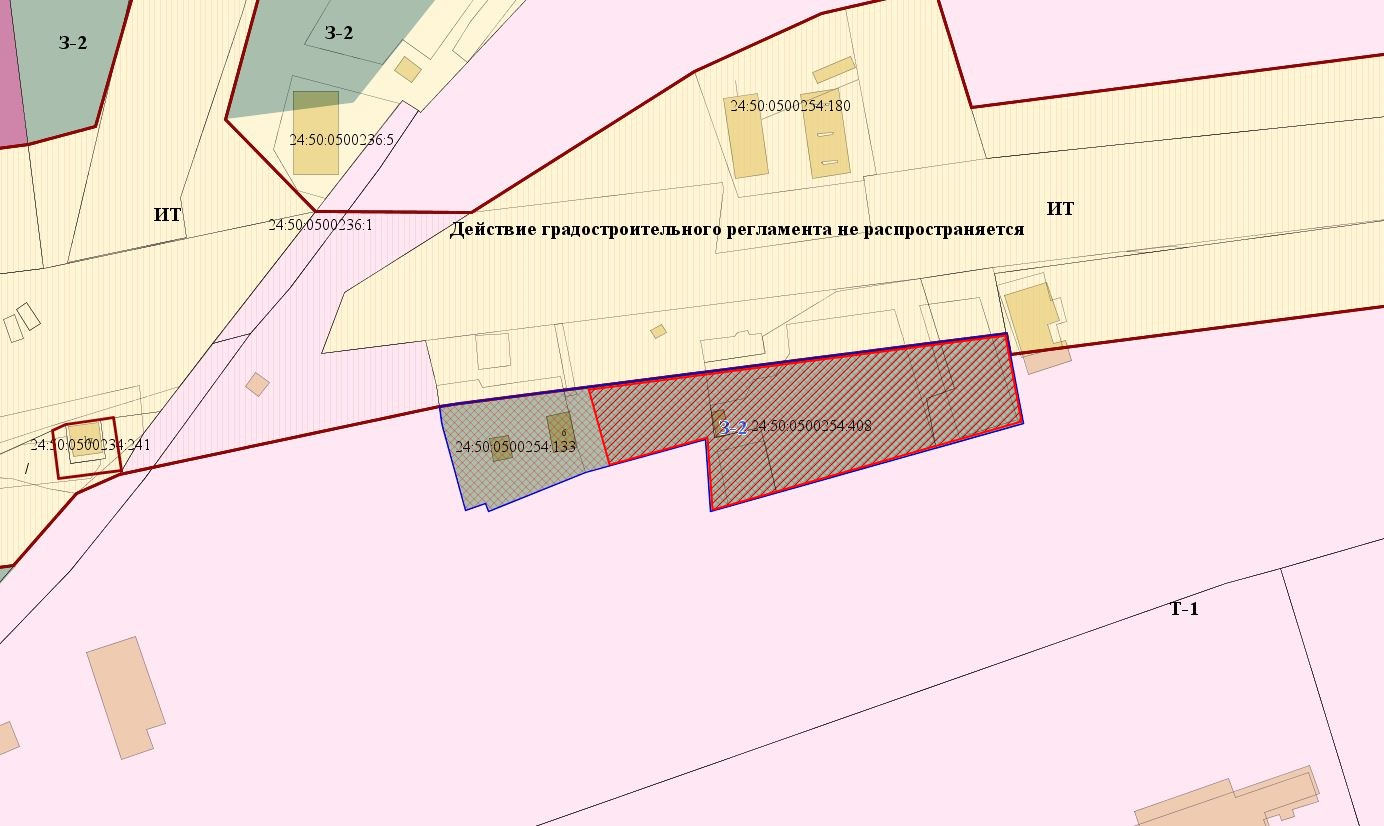 З-2
З-2
24:50:0500254:180
24:50:0500236:5
ИТ
ИТ
24:50:0500236:1
Действие градостроительного регламента не распространяется
24:50:0500254:408
З-2
24:50:0500234:241
24:50:0500254:133
6
Т-1